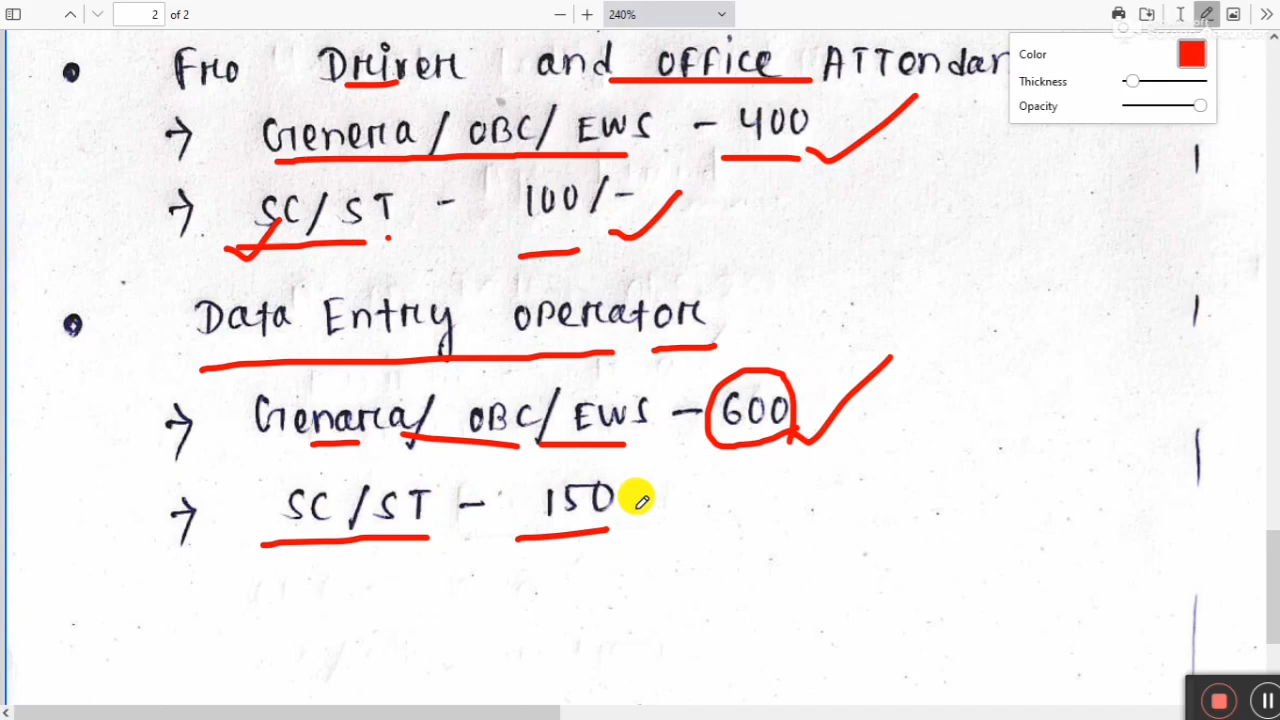 2 of 2
240%
Color
Fro Driver and office ATTendan
Thickness
Opacity
→ Genera/ OBC/ EWS - 400
→ SC/ ST - 100/-
Data Entry operator
→ Genara/ OBC/ EWS - 600
→ SC/ST - 150